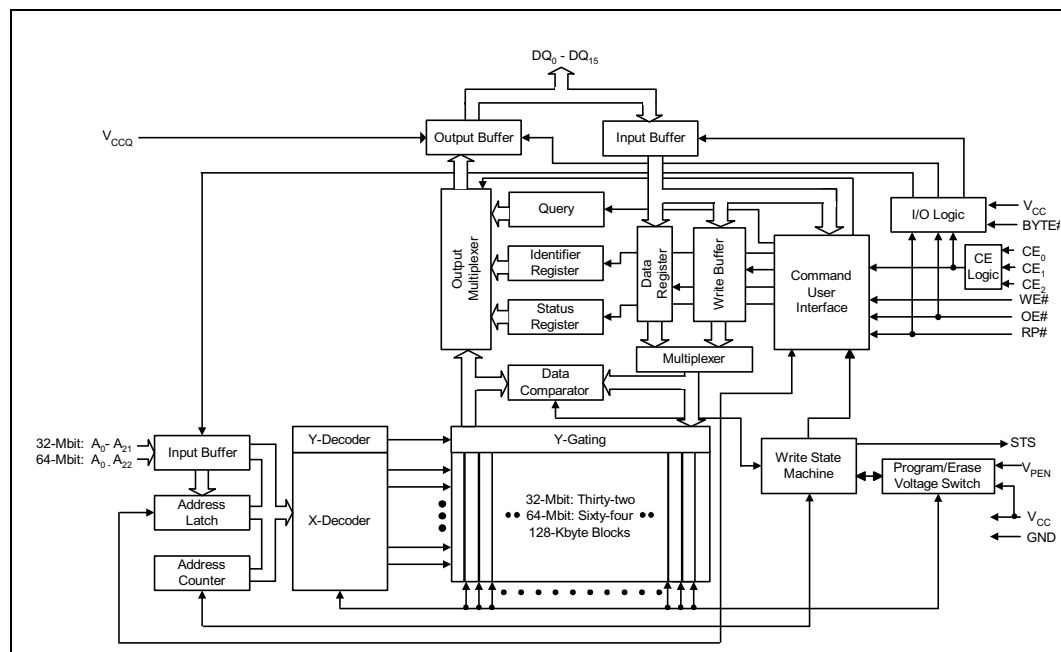 DQ0 - DQ15
VCCQ
Output Buffer
Input Buffer
Output
Multiplexer
Query
Identifier
Register
Status
Register
Data
Register
Write Buffer
Command
User
Interface
I/O Logic
CE
Logic
VCC
BYTE#
CE0
CE1
CE2
WE#
OE#
RP#
Multiplexer
Data
Comparator
32-Mbit: A0- A21
64-Mbit: A0 - A22
Input Buffer
Address
Latch
Address
Counter
Y-Decoder
X-Decoder
Y-Gating
32-Mbit: Thirty-two
64-Mbit: Sixty-four
128-Kbyte Blocks
Write State
Machine
Program/Erase
Voltage Switch
STS
VPEN
VCC
GND